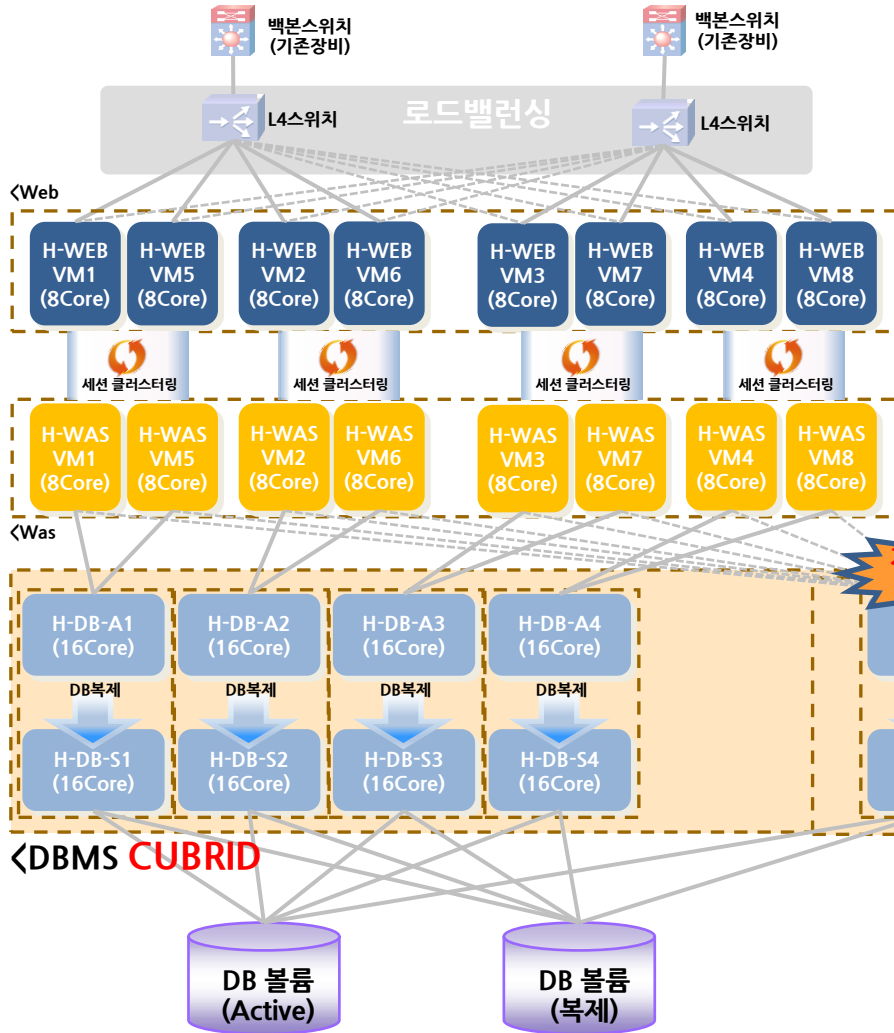 백본스위치
(기존장비)
백본스위치
(기존장비)
로드밸런싱
L4스위치
L4스위치
<Web
H-WEB
VM1
(8Core)
H-WEB
VM5
(8Core)
H-WEB
VM2
(8Core)
H-WEB
VM6
(8Core)
H-WEB
VM3
(8Core)
H-WEB
VM7
(8Core)
H-WEB
VM4
(8Core)
H-WEB
VM8
(8Core)
세션 클러스터링
세션 클러스터링
세션 클러스터링
세션 클러스터링
H-WAS
VM1
(8Core)
H-WAS
VM5
(8Core)
H-WAS
VM2
(8Core)
H-WAS
VM6
(8Core)
H-WAS
VM3
(8Core)
H-WAS
VM7
(8Core)
H-WAS
VM4
(8Core)
H-WAS
VM8
(8Core)
<Was
H-DB-A1
(16Core)
H-DB-A2
(16Core)
H-DB-A3
(16Core)
H-DB-A4
(16Core)
DB복제
DB복제
DB복제
DB복제
H-DB-S1
(16Core)
H-DB-S2
(16Core)
H-DB-S3
(16Core)
H-DB-S4
(16Core)
<DBMS CUBRID
DB 볼륨
(Active)
DB 볼륨
(복제)